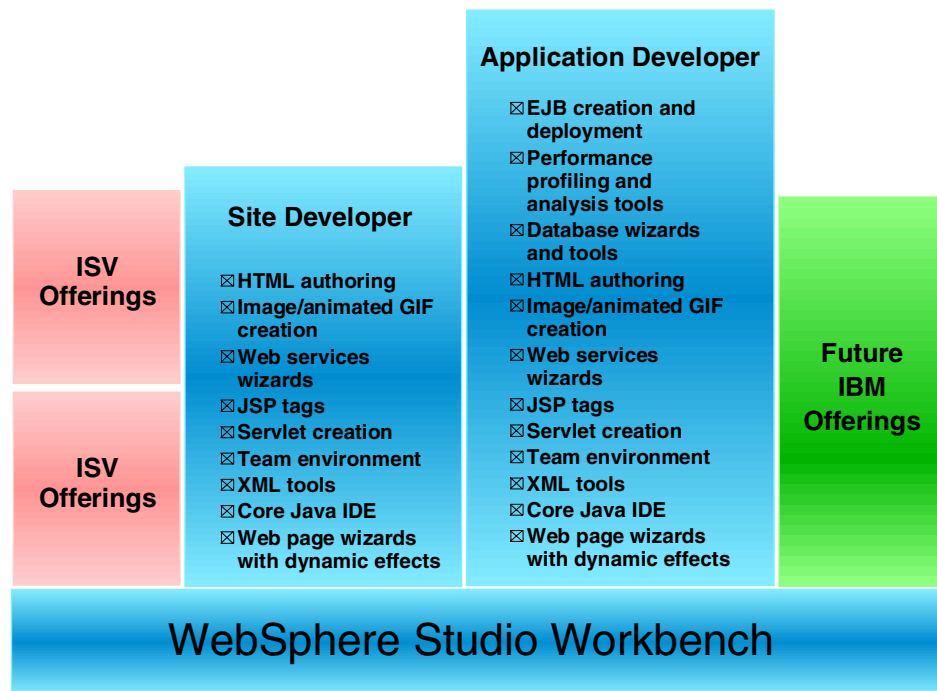 ISV
Offerings
ISV
Offerings
Site Developer
☒HTML authoring
☒Image/animated GIF
creation
☒Web services
wizards
☒JSP tags
☒Servlet creation
☒Team environment
☒XML tools
☒Core Java IDE
☒Web page wizards
with dynamic effects
Application Developer
☒EJB creation and
deployment
☒Performance
profiling and
analysis tools
☒Database wizards
and tools
☒HTML authoring
☒Image/animated GIF
creation
☒Web services
wizards
☒JSP tags
☒Servlet creation
☒Team environment
☒XML tools
☒Core Java IDE
☒Web page wizards
with dynamic effects
Future
IBM
Offerings
WebSphere Studio Workbench